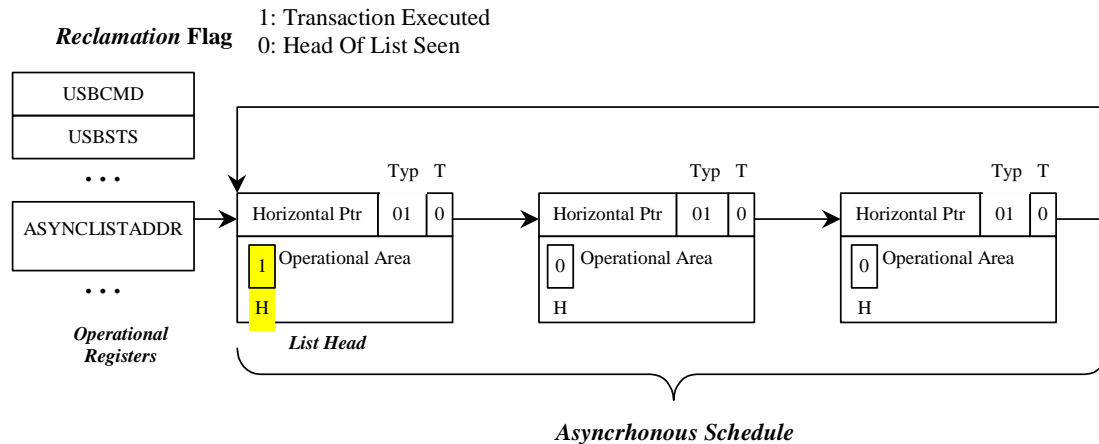 1: Transaction Executed
Reclamation Flag
0: Head Of List Seen
USBCMD
USBSTS
• • •
Typ T
Typ T
Typ T
ASYNCLISTADDR
Horizontal Ptr 01 0
Horizontal Ptr 01 0
Horizontal Ptr 01 0
1 Operational Area
0 Operational Area
0 Operational Area
• • •
H
H
H
Operational
Registers
List Head
Asyncrhonous Schedule